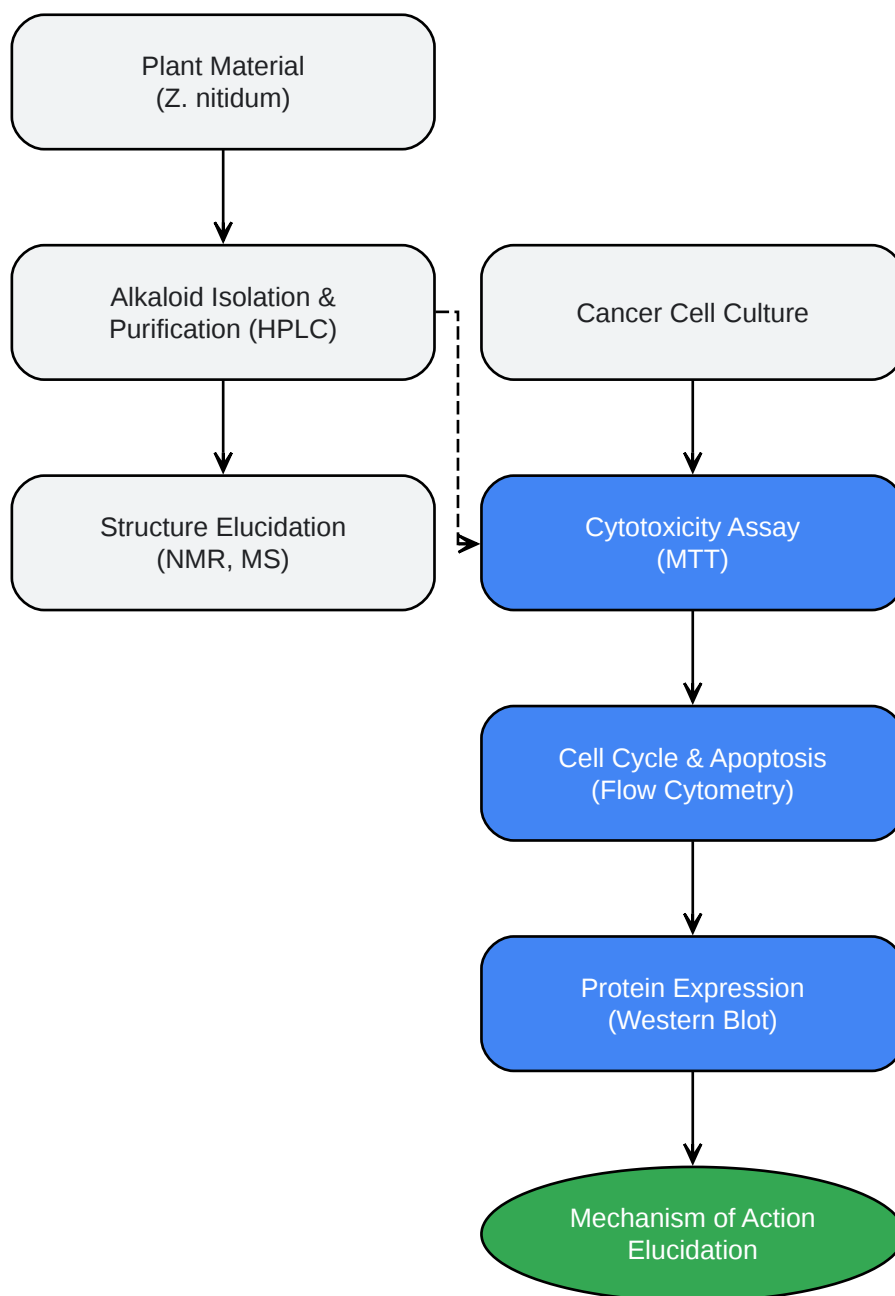 Plant Material
(Z. nitidum)
Alkaloid Isolation &
Purification (HPLC)
Cancer Cell Culture
Structure Elucidation
(NMR, MS)
Cytotoxicity Assay
(MTT)
Cell Cycle & Apoptosis
(Flow Cytometry)
Protein Expression
(Western Blot)
Mechanism of Action
Elucidation